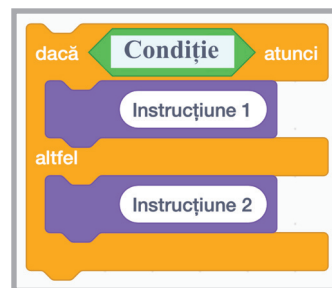 dacă Condiție atunci
Instrucțiune 1
altfel
Instrucțiune 2